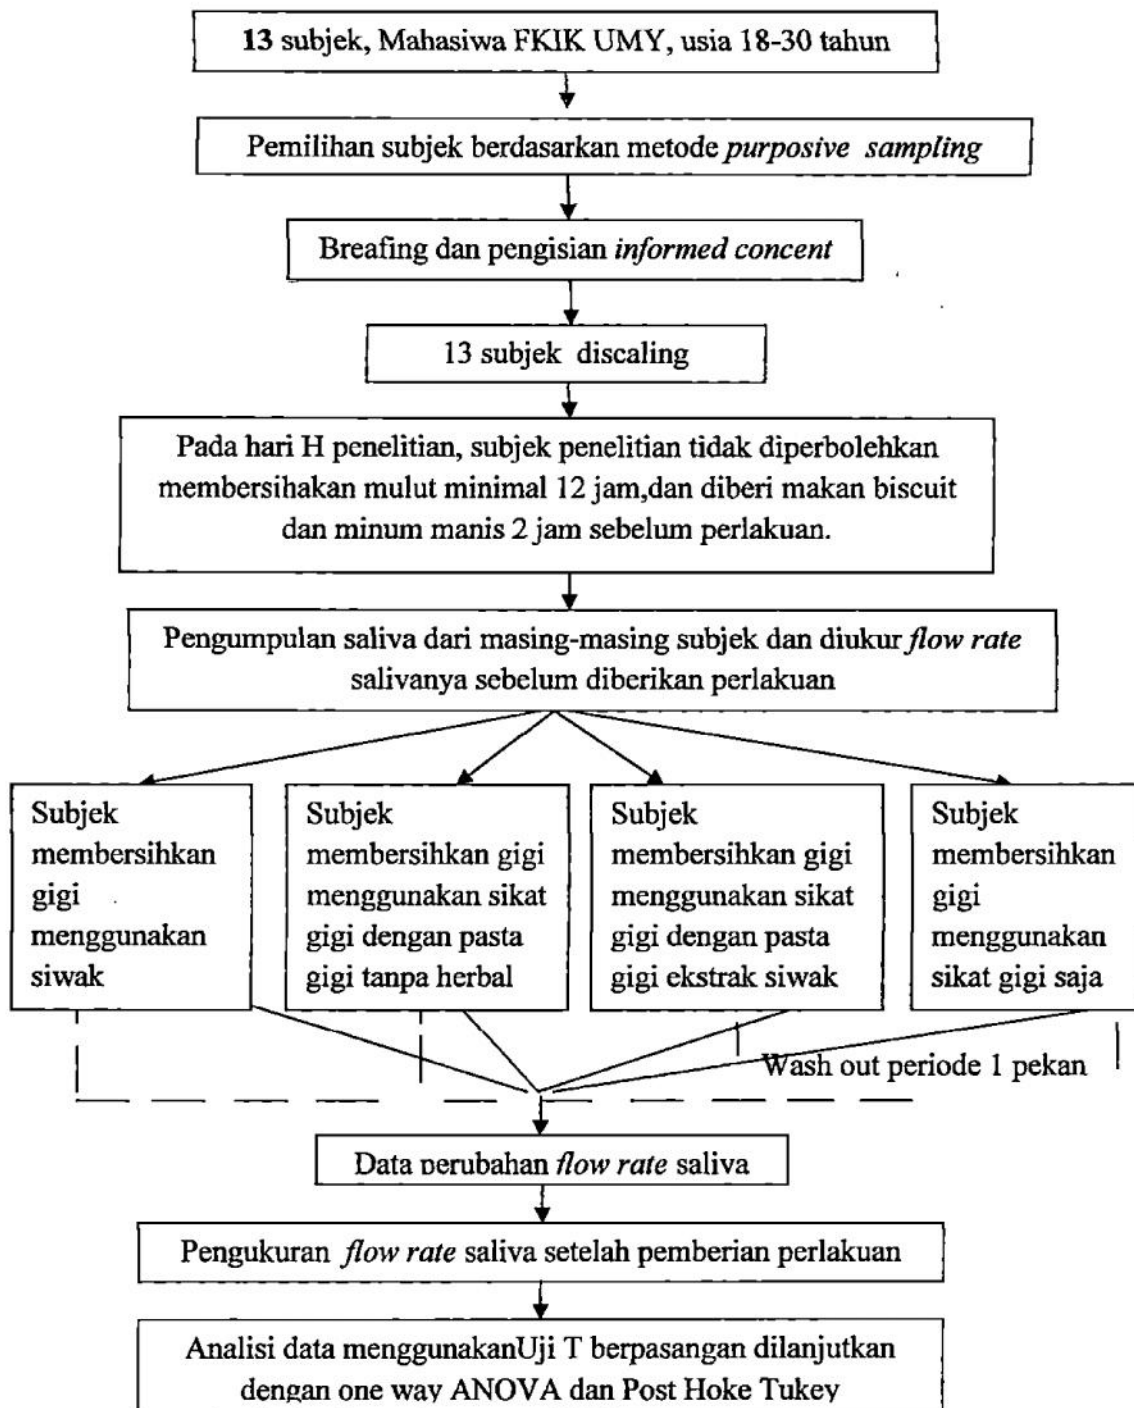 13 subjek, Mahasiwa FKIK UMY, usia 18-30 tahun
Pemilihan subjek berdasarkan metode purposive sampling
Breafing dan pengisian informed concent
13 subjek discaling
Pada hari H penelitian, subjek penelitian tidak diperbolehkan
membersihakan mulut minimal 12 jam,dan diberi makan biscuit
dan minum manis 2 jam sebelum perlakuan.
Pengumpulan saliva dari masing-masing subjek dan diukur flow rate
salivanya sebelum diberikan perlakuan
Subjek
membersihkan
gigi
menggunakan
siwak
Subjek
membersihkan gigi
menggunakan sikat
gigi dengan pasta
gigi tanpa herbal
Subjek
membersihkan gigi
menggunakan sikat
gigi dengan pasta
gigi ekstrak siwak
Subjek
membersihkan
gigi
menggunakan
sikat gigi saja
Wash out periode 1 pekan
Data perubahan flow rate saliva
Pengukuran flow rate saliva setelah pemberian perlakuan
Analisi data menggunakanUji T berpasangan dilanjutkan
dengan one way ANOVA dan Post Hoke Tukey